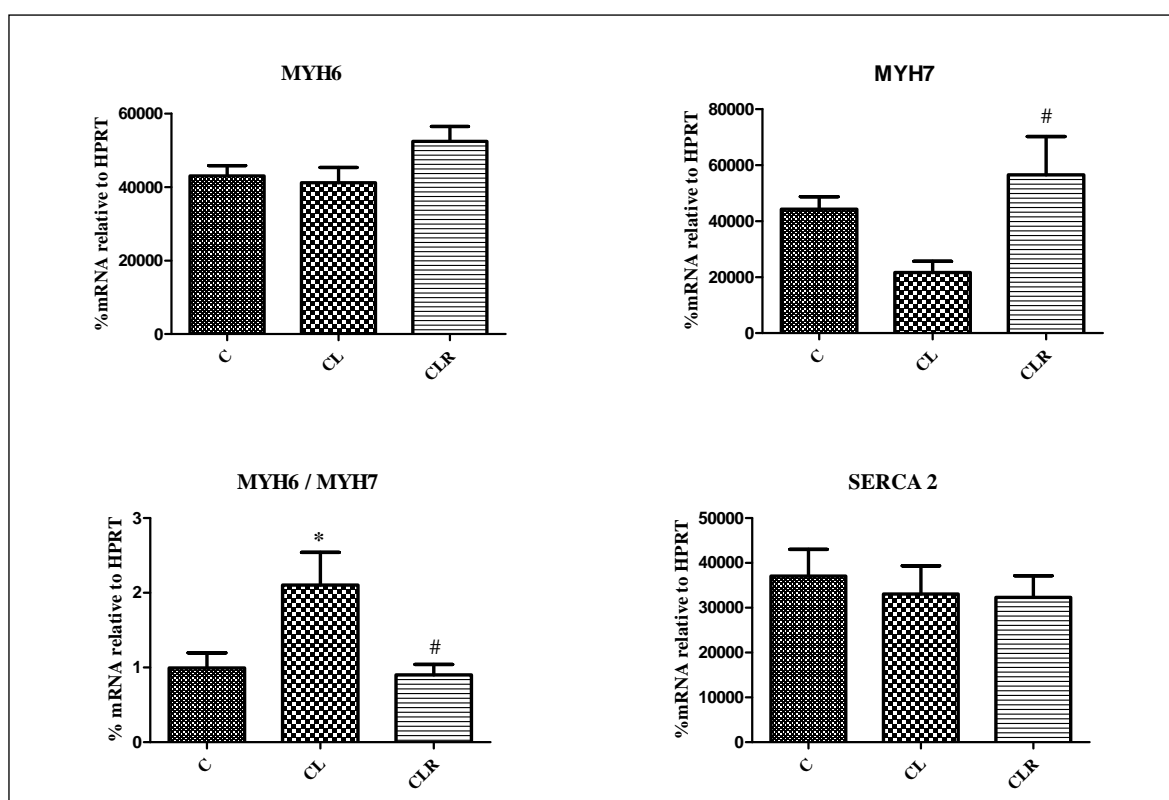 MYH6
%mRNA relative to HPRT
60000
40000
20000
0
C
CL
CLR
MYH7
%mRNA relative to HPRT
80000
60000
40000
20000
0
#
C
CL
CLR
MYH6 / MYH7
% mRNA relative to HPRT
3
2
1
0
*
#
C
CL
CLR
SERCA 2
%mRNA relative to HPRT
50000
40000
30000
20000
10000
0
C
CL
CLR